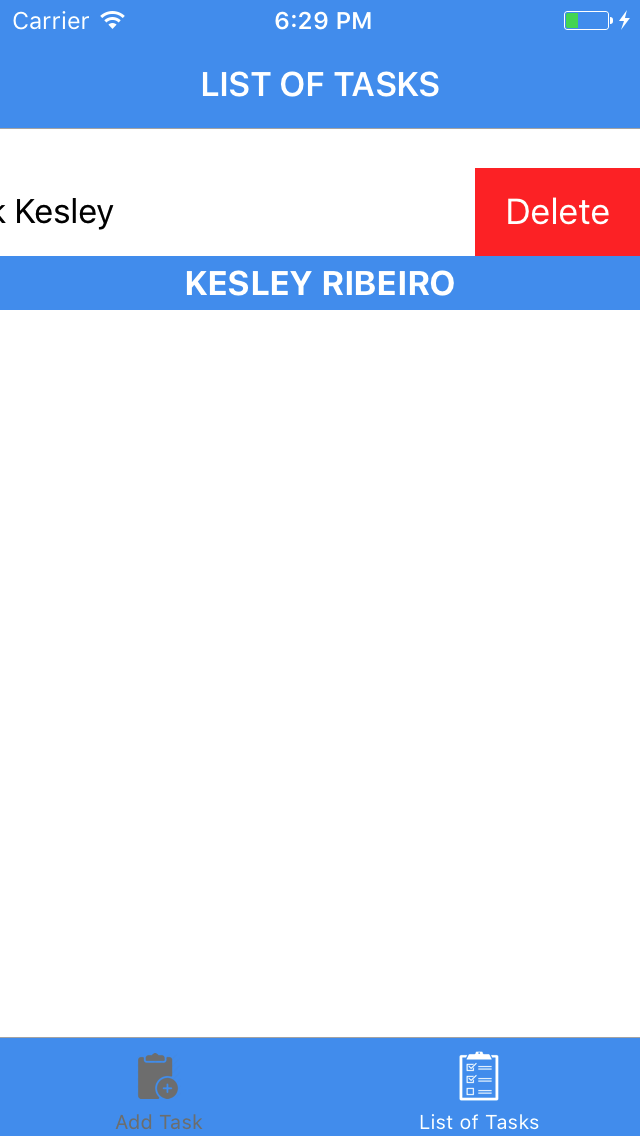 Carrier 6:29 PM
LIST OF TASKS
Kesley Delete
KESLEY RIBEIRO
Add Task List of Tasks